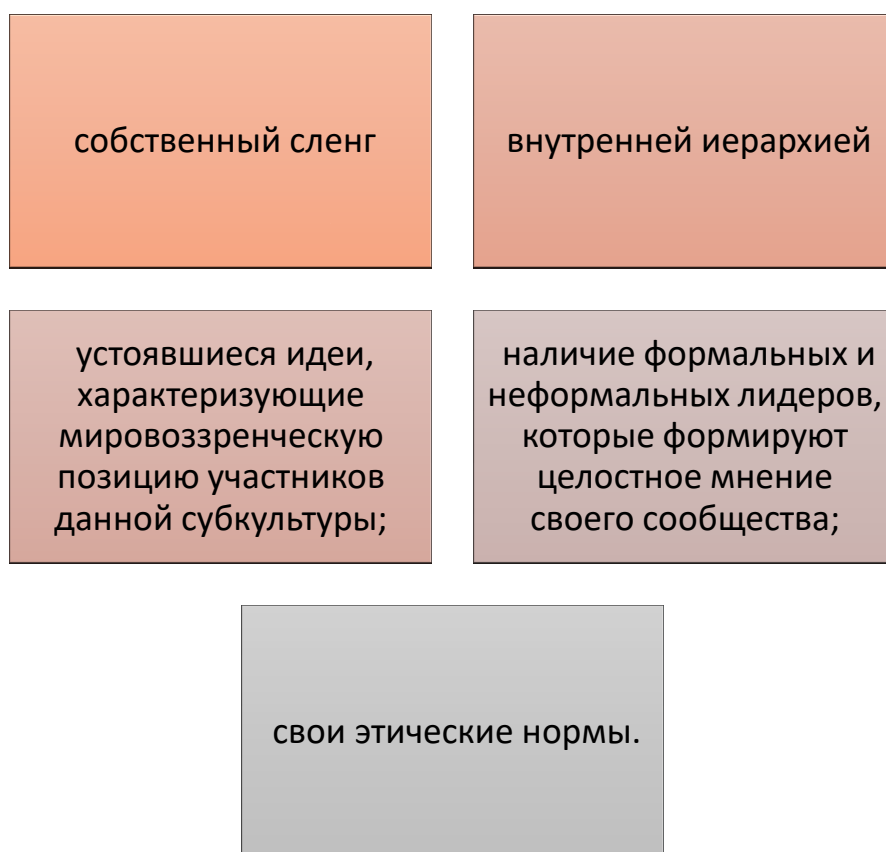 собственный сленг
внутренней иерархией
устоявшиеся идеи,
характеризующие
мировоззренческую
позицию участников
данной субкультуры;
наличие формальных и
неформальных лидеров,
которые формируют
целостное мнение
своего сообщества;
свои этические нормы.